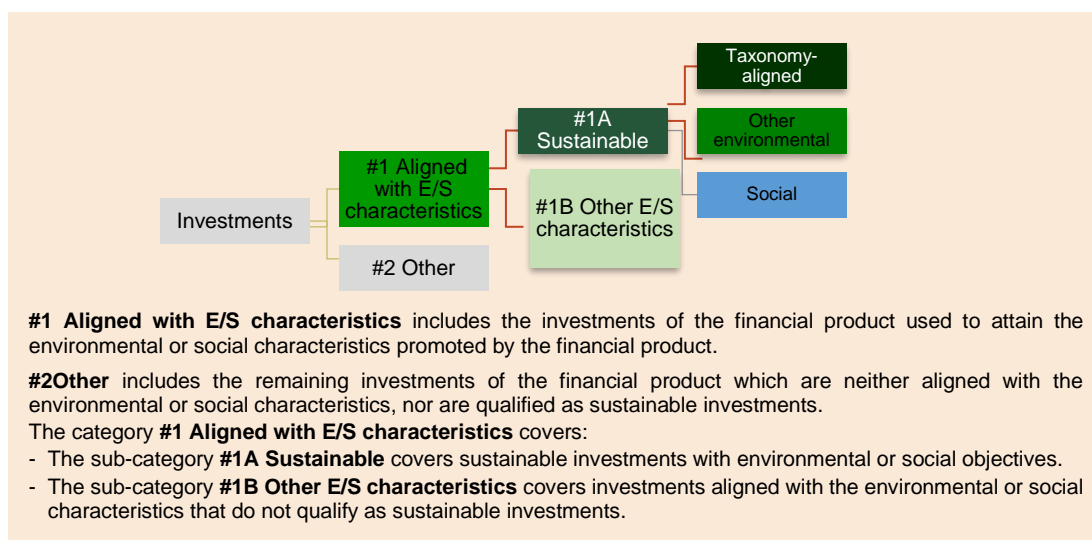 Taxonomy-
aligned
#1A
Sustainable
Other
environmental
#1 Aligned
with E/S
characteristics
Social
#1B Other E/S
characteristics
Investments
#2 Other
#1 Aligned with E/S characteristics includes the investments of the financial product used to attain the
environmental or social characteristics promoted by the financial product.
#2Other includes the remaining investments of the financial product which are neither aligned with the
environmental or social characteristics, nor are qualified as sustainable investments.
The category #1 Aligned with E/S characteristics covers:
- The sub-category #1A Sustainable covers sustainable investments with environmental or social objectives.
- The sub-category #1B Other E/S characteristics covers investments aligned with the environmental or social
characteristics that do not qualify as sustainable investments.